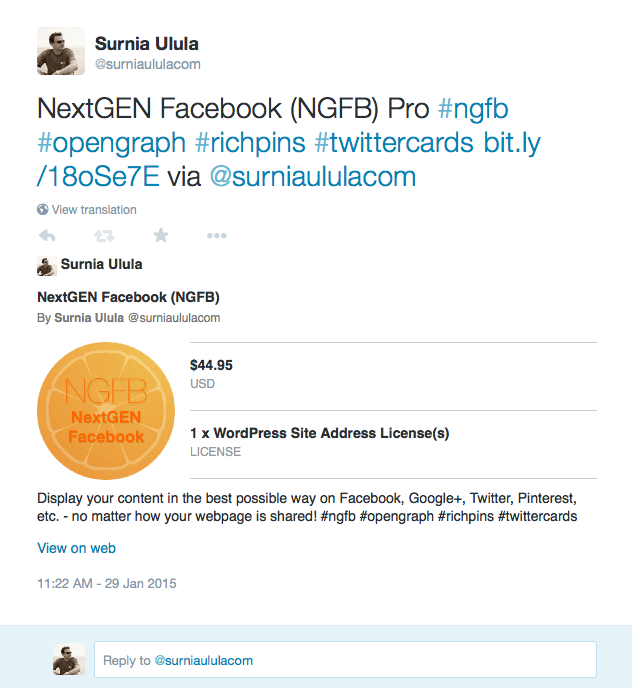 Surnia Ulula
@surniaululacom
NextGEN Facebook (NGFB) Pro #ngfb
#opengraph #richpins #twittercards bit.ly
/18oSe7E via @surniaululacom
View translation
Surnia Ulula
NextGEN Facebook (NGFB)
By Surnia Ulula @surniaululacom
NGFB
NextGEN
Facebook
$44.95
USD
1 x WordPress Site Address License(s)
LICENSE
Display your content in the best possible way on Facebook, Google+, Twitter, Pinterest,
etc. - no matter how your webpage is shared! #ngfb #opengraph #richpins #twittercards
View on web
11:22 AM - 29 Jan 2015
Reply to @surniaululacom